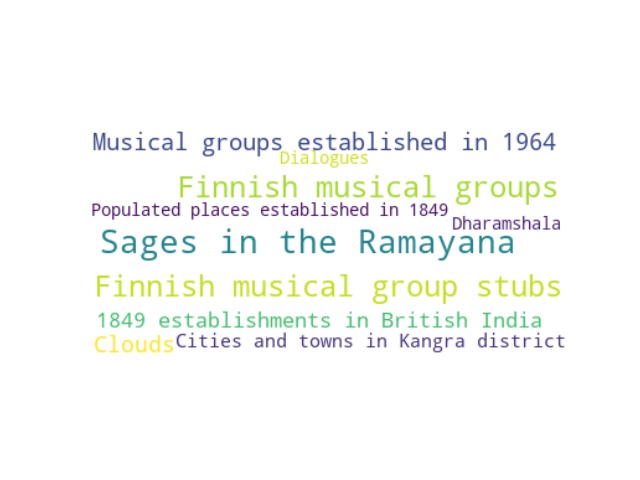 Musical groups established in 1964
Dialogues
Finnish musical groups
Populated places established in 1849
Dharamshala
Sages in the Ramayana
Finnish musical group stubs
1849 establishments in British India
Clouds
Cities and towns in Kangra district